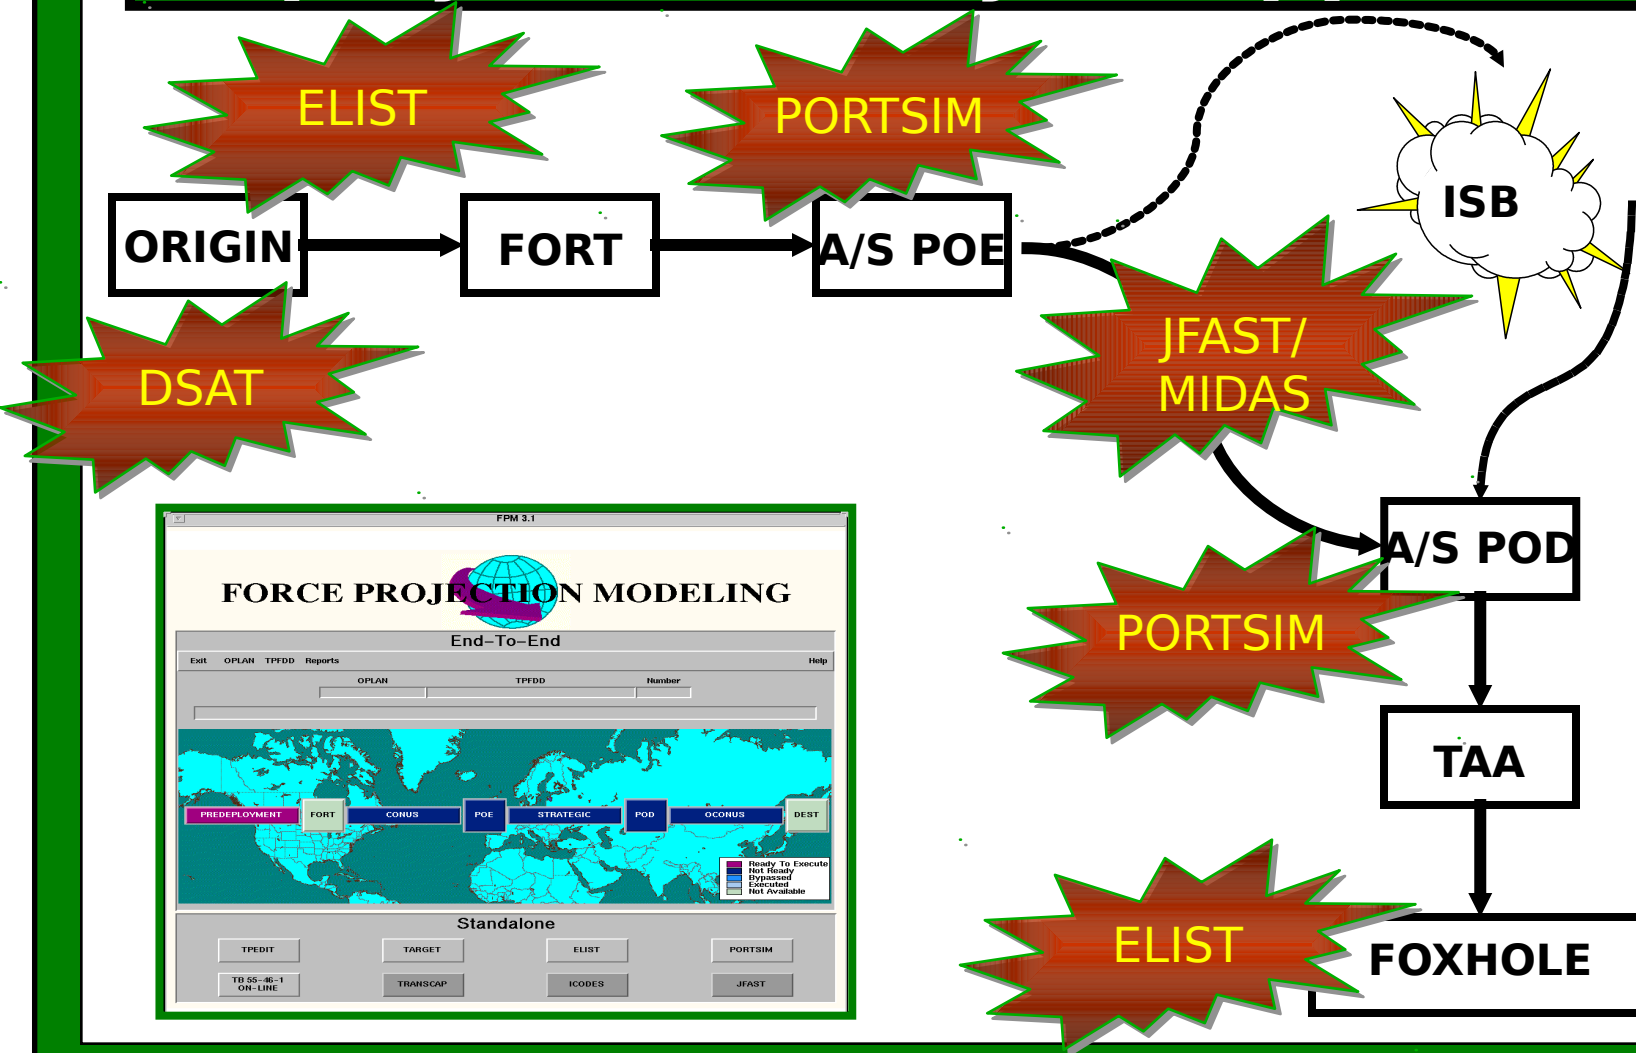 ELIST
PORTSIM
ISB
ORIGIN
FORT
A/S POE
JFAST/
MIDAS
DSAT
A/S POD
PORTSIM
TAA
ELIST
FOXHOLE
FPM 3.1
FORCE PROJECTION MODELING
End-To-End
Exit OPLAN TPFDD Reports Help
OPLAN TPFDD Number
PREDEPLOYMENT FORT CONUS POE STRATEGIC POD OCONUS DEST
Ready To Execute
Not Ready
Bypassed
Executed
Not Available
Standalone
TPEDIT TARGET ELIST PORTSIM
TB 55-46-1
ON-LINE
TRANSCAP ICODES JFAST